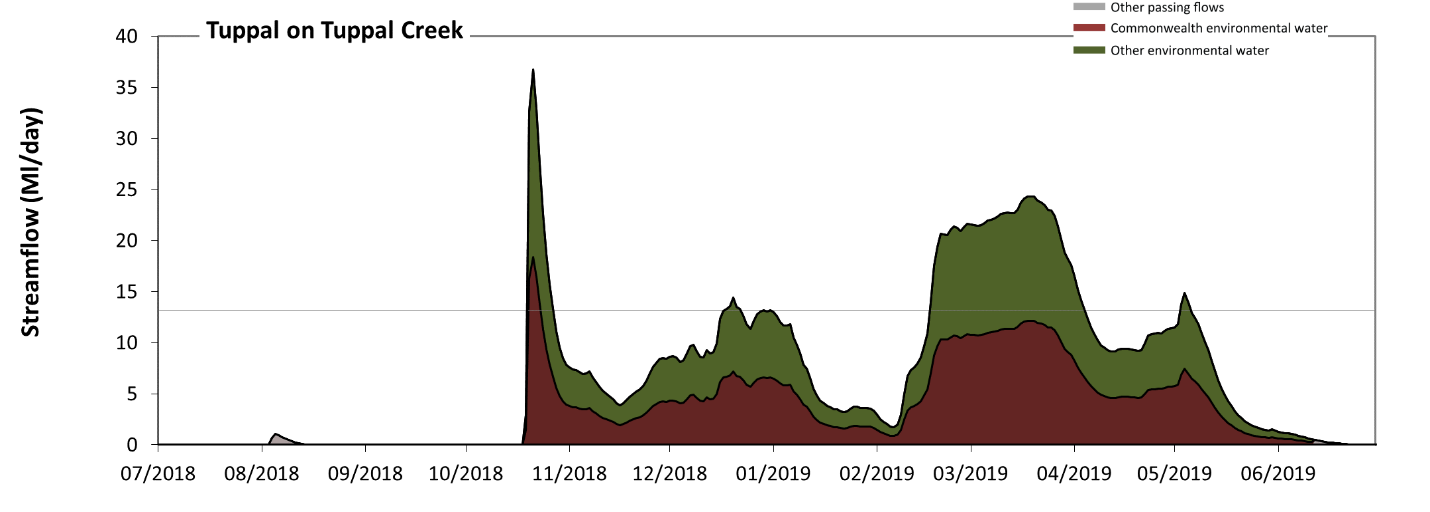 Other passing flows
Tuppal on Tuppal Creek
Commonwealth environmental water
Other environmental water
Streamflow (Ml/day)
40
35
30
25
20
15
10
5
0
07/2018 08/2018 09/2018 10/2018 11/2018 12/2018 01/2019 02/2019 03/2019 04/2019 05/2019 06/2019